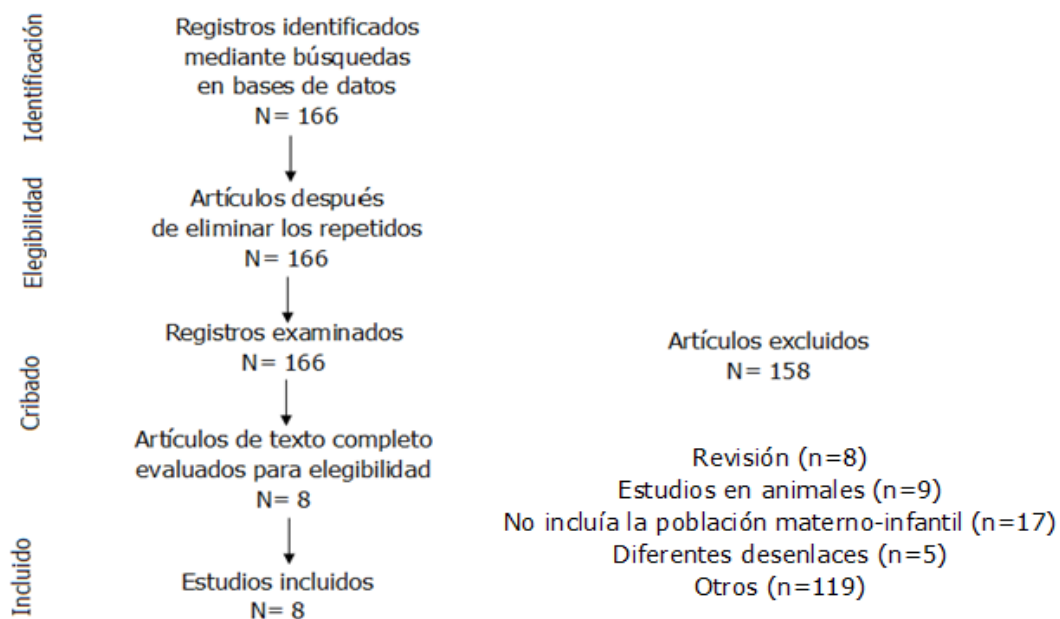 Identificación
Registros identificados
mediante búsquedas
en bases de datos
N= 166
Elegibilidad
Artículos después
de eliminar los repetidos
N= 166
Cribado
Registros examinados
N= 166
Artículos excluidos
N= 158
Artículos de texto completo
evaluados para elegibilidad
N= 8
Revisión (n=8)
Estudios en animales (n=9)
No incluía la población materno-infantil (n=17)
Diferentes desenlaces (n=5)
Otros (n=119)
Incluido
Estudios incluidos
N= 8